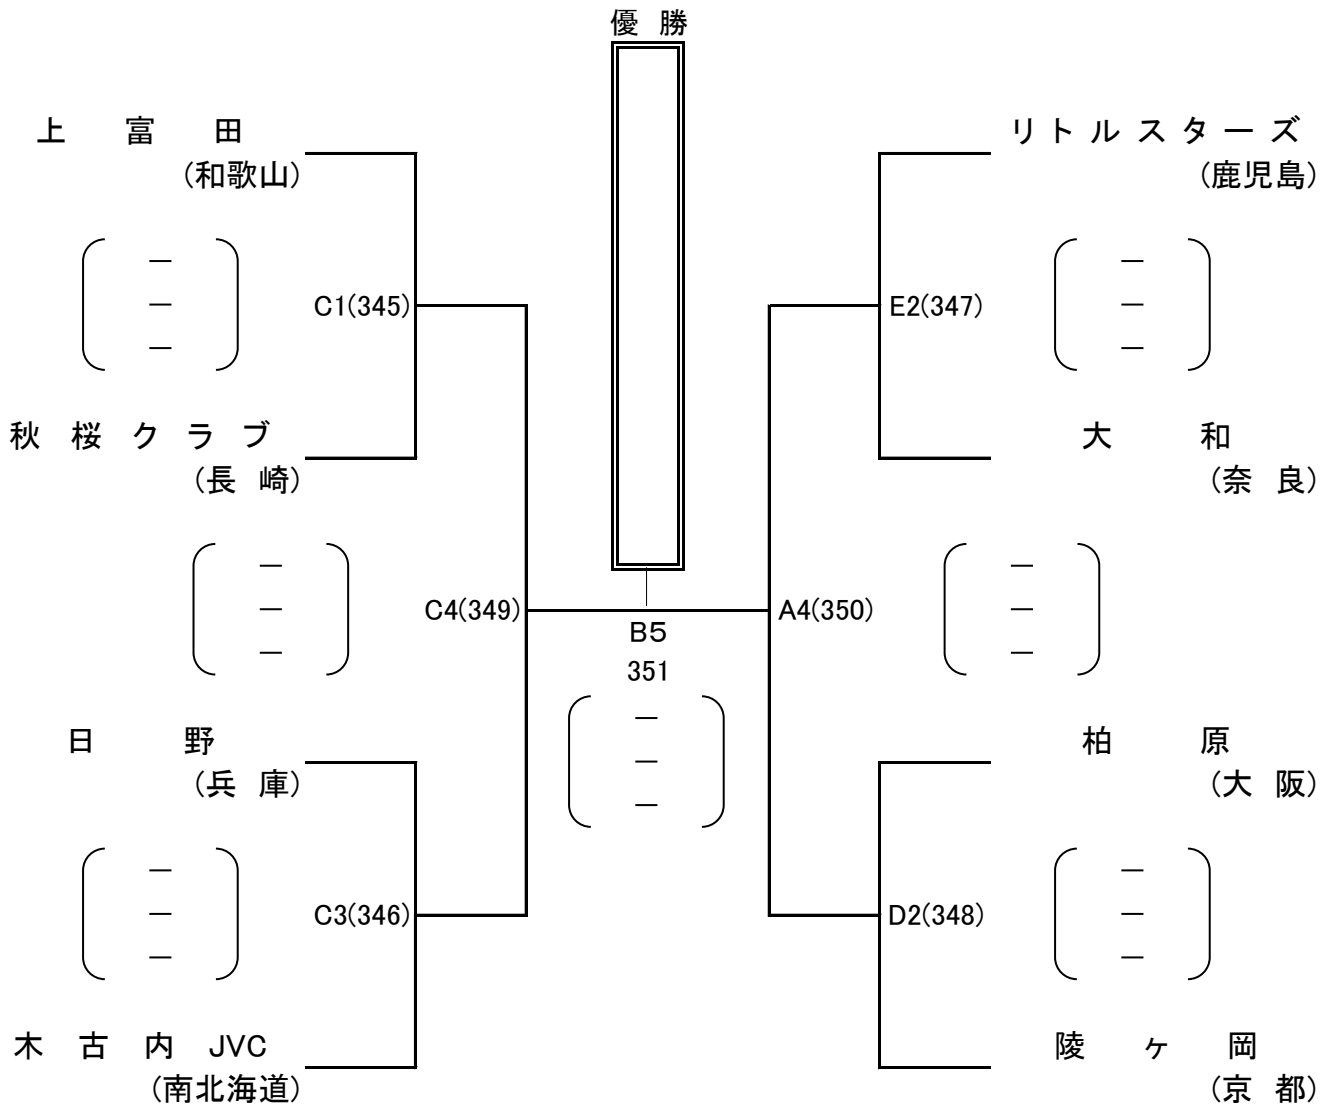 優勝
上富田
(和歌山)
リトルスターズ
(鹿児島)
－
－
－
C1(345)
E2(347)
－
－
－
秋桜クラブ
(長崎)
大和
(奈良)
－
－
－
C4(349)
B5
351
－
－
－
A4(350)
－
－
－
日野
(兵庫)
柏原
(大阪)
－
－
－
C3(346)
D2(348)
－
－
－
木古内JVC
(南北海道)
陵ヶ岡
(京都)